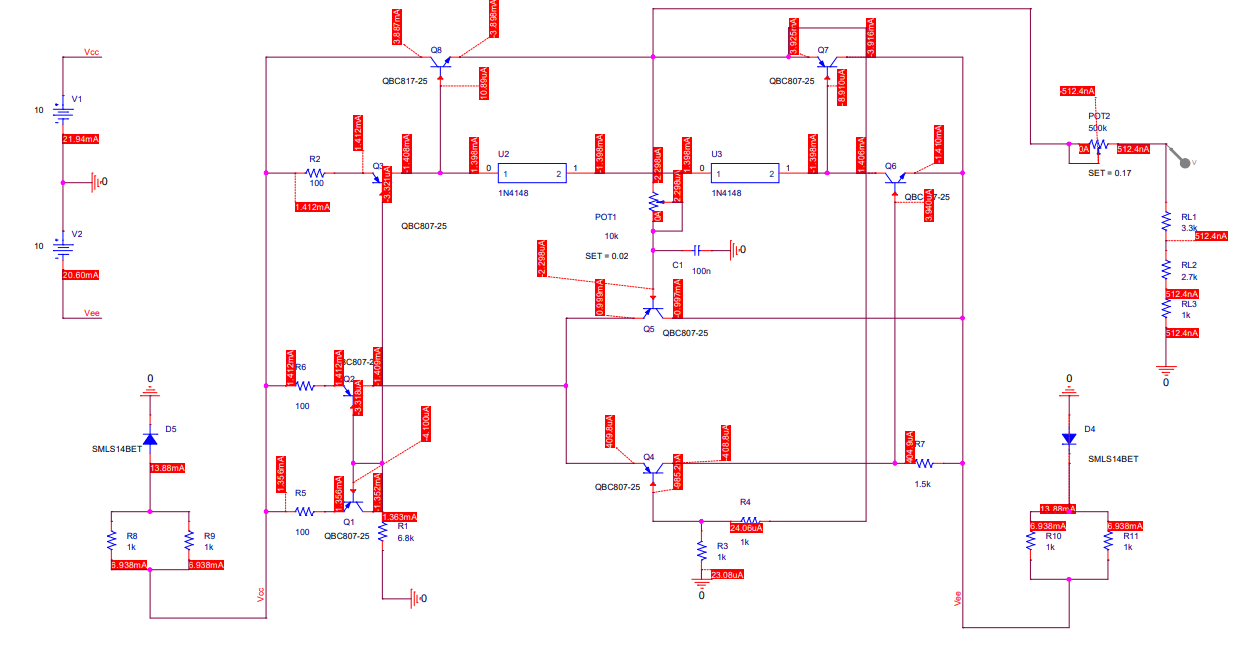 Vcc
V1
10
21.94mA
0
V2
10
20.60mA
Vee
3.887mA
3.898mA
Q8
QBC817-25
10.89uA
3.925mA
3.916mA
Q7
QBC807-25
-8.910uA
-512.4nA
POT2
500k
0A
512.4nA
SET = 0.17
V
R2
100
1.412mA
1.412mA
Q3
-1.408mA
-3.321uA
QBC807-25
1.398mA
0
U2
1
2
1
1N4148
-1.398mA
-2.298uA
2.298uA
1.398mA
0
U3
1
2
1
1N4148
-1.398mA
1.406mA
Q6
-1.410mA
3.940uA
POT1
10k
SET = 0.02
0A
C1
100n
0
-2.298uA
0.999mA
-0.997mA
Q5
QBC807-25
RL1
3.3k
512.4nA
RL2
2.7k
512.4nA
RL3
1k
512.4nA
0
1.412mA
R6
100
1.412mA
Q2
-3.318uA
1.409mA
-4.100uA
1.356mA
R5
100
1.356mA
Q1
QBC807-25
1.352mA
1.363mA
R1
6.8k
0
409.8uA
Q4
QBC807-25
-985.2nA
-408.8uA
404.9uA
R7
1.5k
R4
24.06uA
1k
R3
1k
23.08uA
0
0
D5
SMLS14BET
13.88mA
R8
1k
R9
1k
6.938mA
6.938mA
Vcc
Vee
0
D4
SMLS14BET
13.88mA
6.938mA
R10
1k
6.938mA
R11
1k